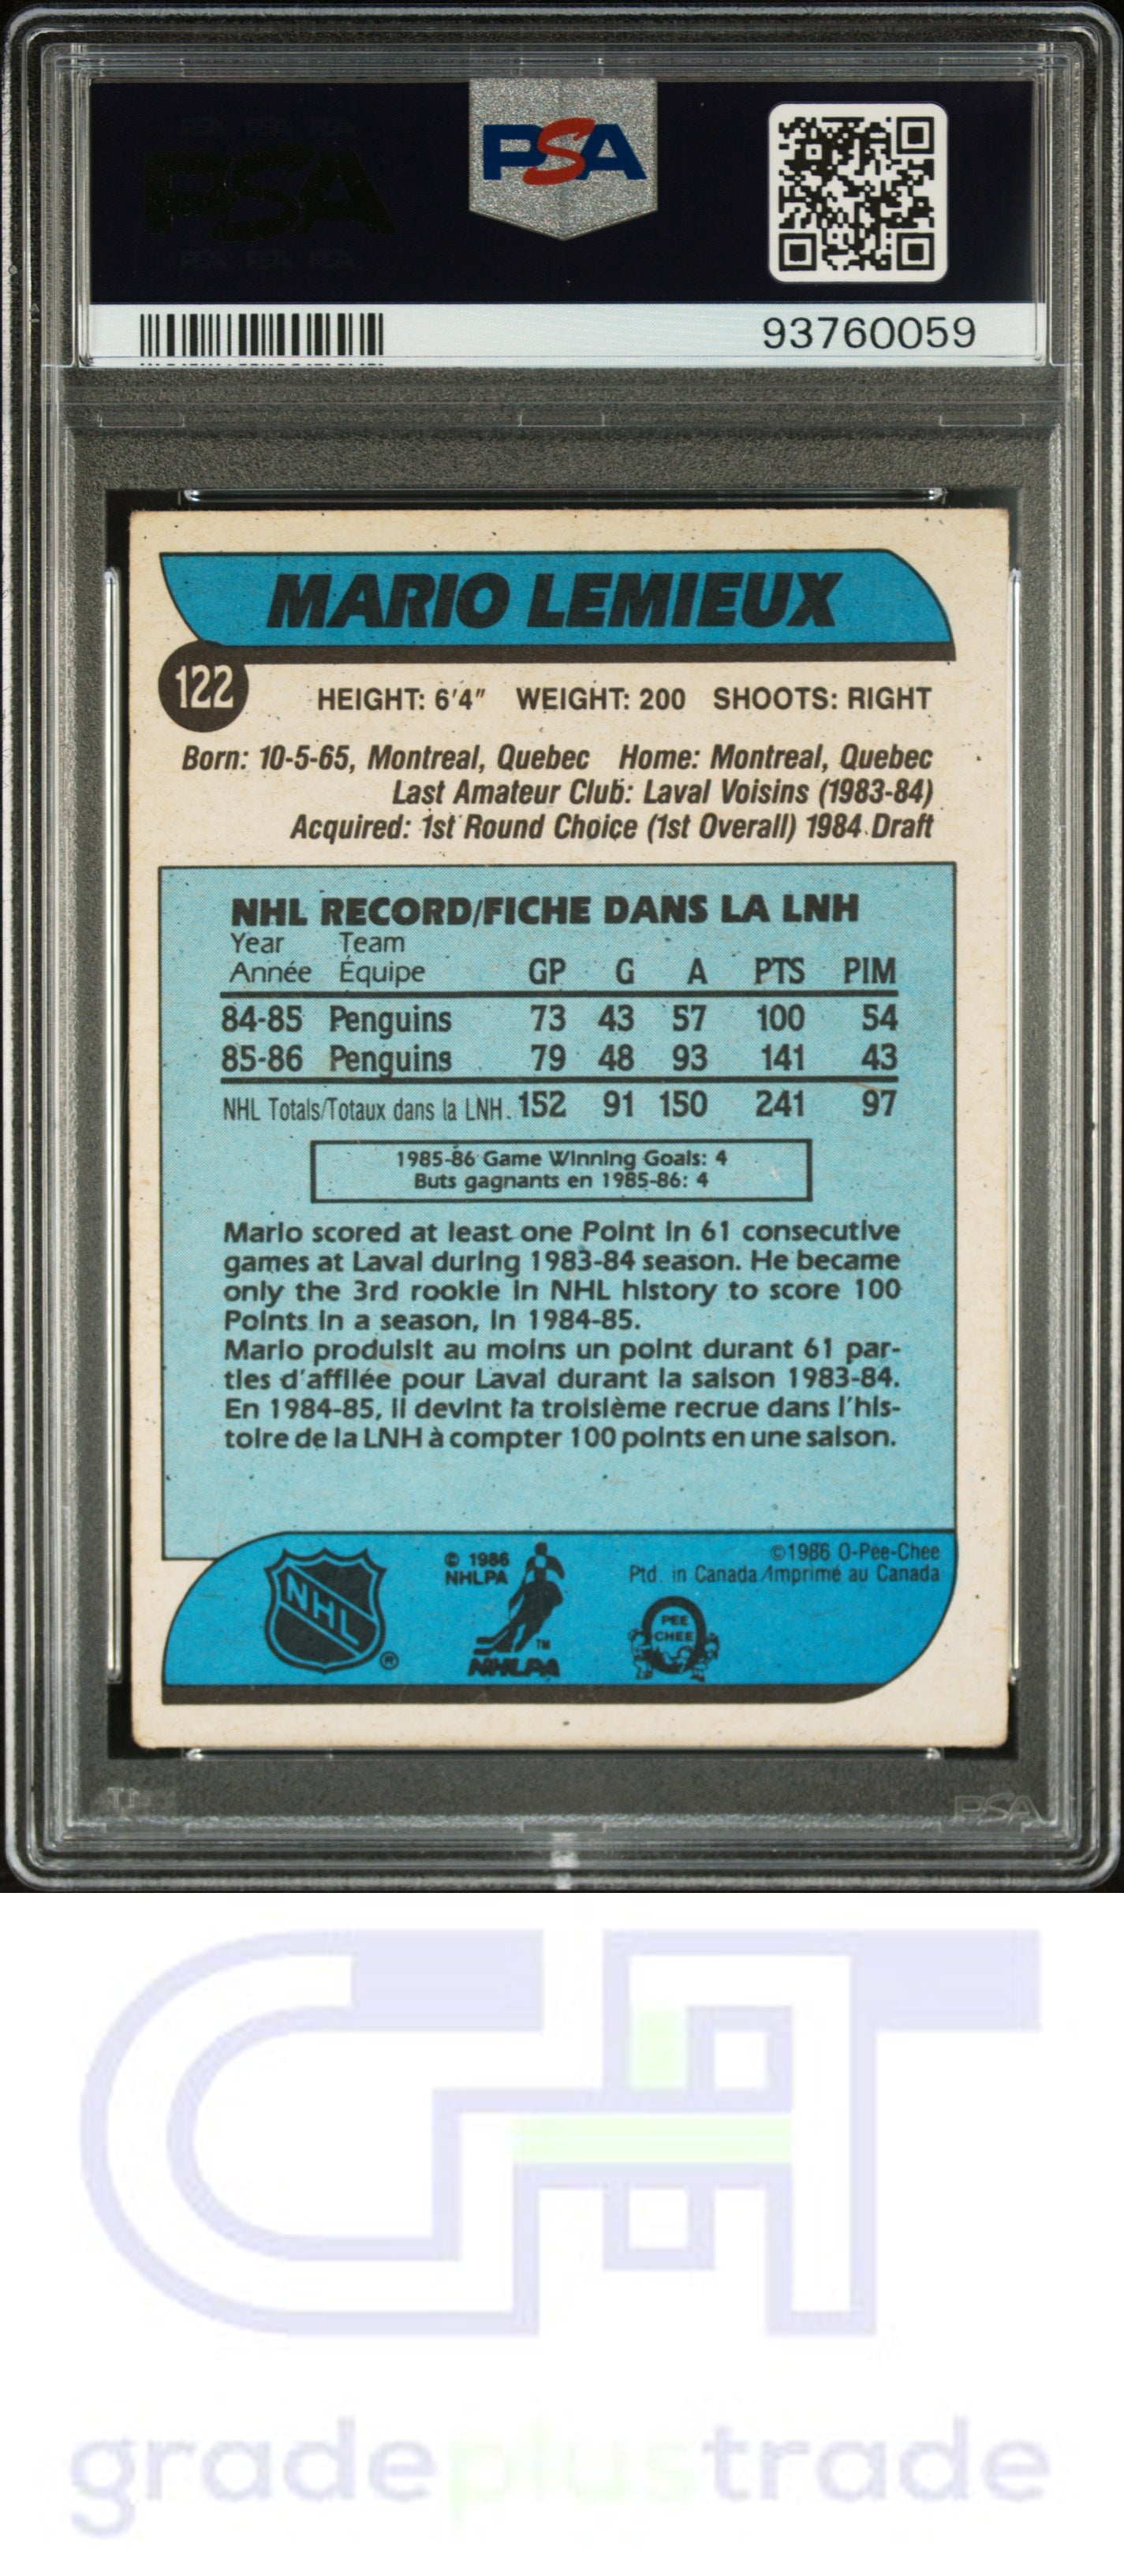 PSA
93760059
MARIO LEMIEUX
122
HEIGHT: 6'4" WEIGHT: 200 SHOOTS: RIGHT
Born: 10-5-65, Montreal, Quebec Home: Montreal, Quebec
Last Amateur Club: Laval Voisins (1983-84)
Acquired: 1st Round Choice (1st Overall) 1984 Draft
NHL RECORD/FICHE DANS LA LNH
Year Team
Année Équipe GP G A PTS PIM
84-85 Penguins 73 43 57 100 54
85-86 Penguins 79 48 93 141 43
NHL Totals/Totaux dans la LNH. 152 91 150 241 97
1985-86 Game Winning Goals: 4
Buts gagnants en 1985-86: 4
Mario scored at least one Point in 61 consecutive
games at Laval during 1983-84 season. He became
only the 3rd rookie in NHL history to score 100
Points in a season, in 1984-85.
Mario produisit au moins un point durant 61 par-
ties d'affilée pour Laval durant la saison 1983-84.
En 1984-85, il devint la troisième recrue dans l'his-
toire de la LNH à compter 100 points en une saison.
NHL
®
© 1986
NHLPA
TM
NHLPA
©1986 O-Pee-Chee
Ptd. in Canada/Imprimé au Canada
PEE
CHEE
PSA
gradeplustrade